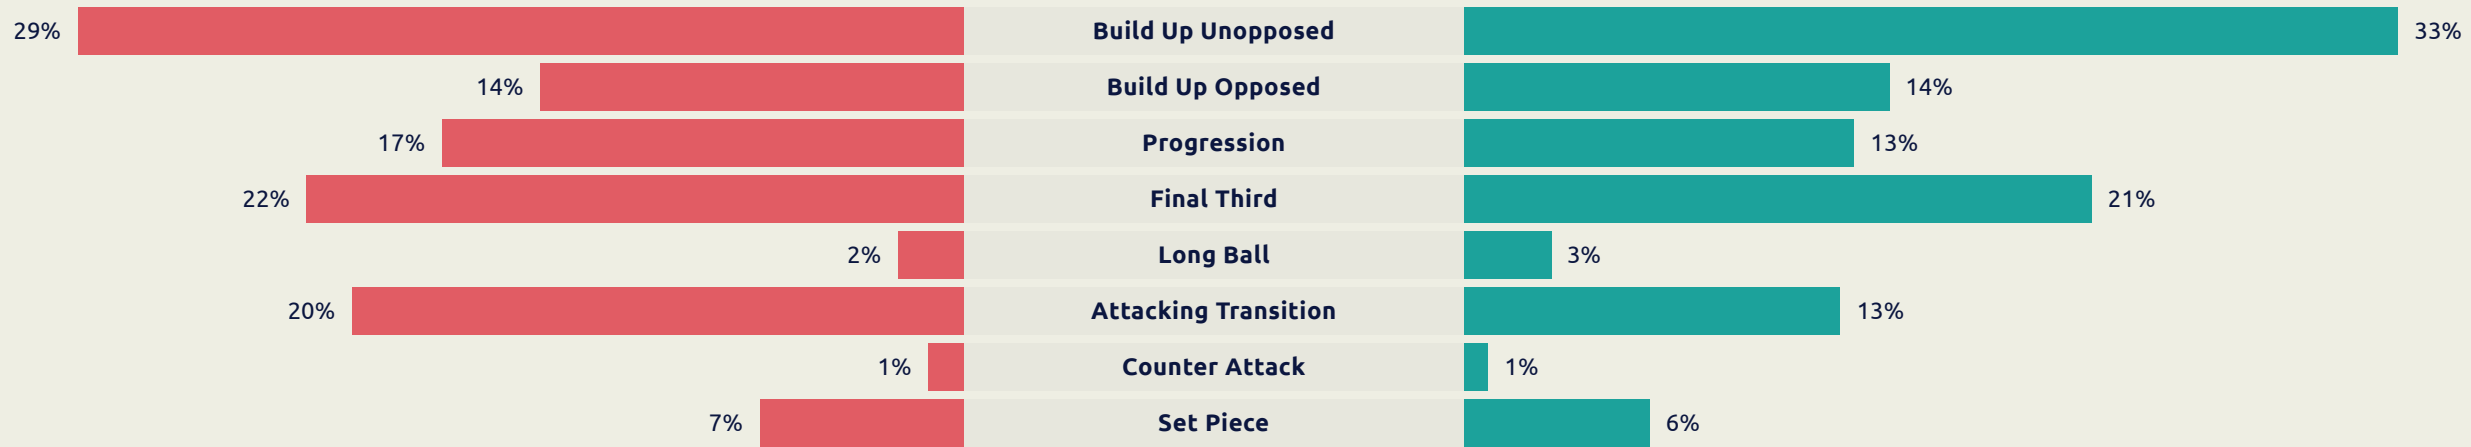 29% Build Up Unopposed 33%
14% Build Up Opposed 14%
17% Progression 13%
22% Final Third 21%
2% Long Ball 3%
20% Attacking Transition 13%
1% Counter Attack 1%
7% Set Piece 6%